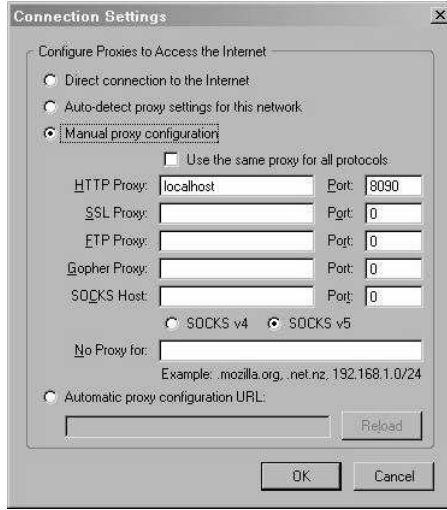 Connection Settings
Configure Proxies to Access the Internet
Direct connection to the Internet
Auto-detect proxy settings for this network
Manual proxy configuration
Use the same proxy for all protocols
HTTP Proxy: localhost Port: 8090
SSL Proxy: Port: 0
FTP Proxy: Port: 0
Gopher Proxy: Port: 0
SOCKS Host: Port: 0
SOCKS v4 SOCKS v5
No Proxy for:
Example: .mozilla.org, .net.nz, 192.168.1.0/24
Automatic proxy configuration URL:
Reload
OK Cancel